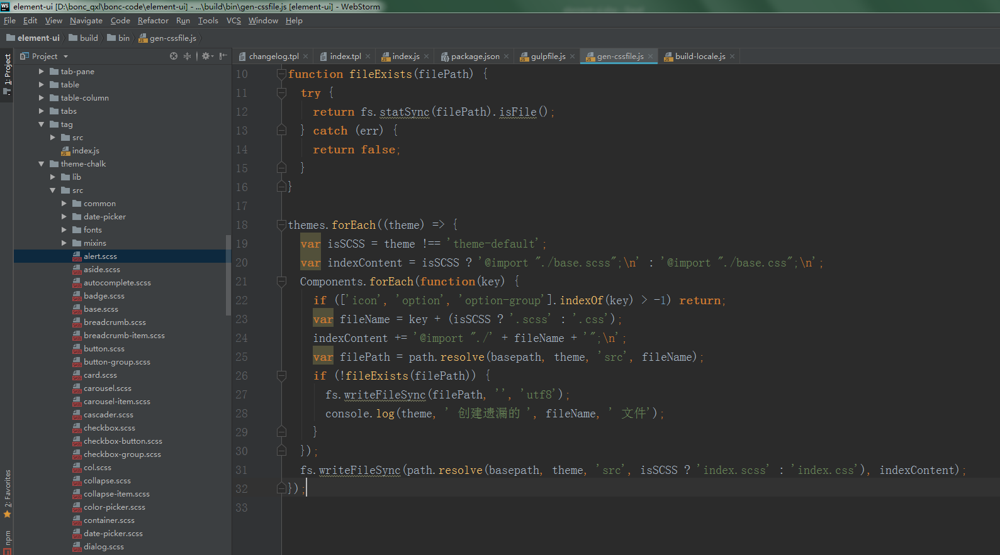 WS element-ui [D:\bonc_qxl\bonc-code\element-ui] - ...\build\bin\gen-cssfile.js [element-ui] - WebStorm
File Edit View Navigate Code Refactor Run Tools VCS Window Help
element-ui build bin gen-cssfile.js
1: Project
2: Favorites
npm
Project
tab-pane
table
table-column
tabs
tag
src
index.js
theme-chalk
lib
src
common
date-picker
fonts
mixins
alert.scss
aside.scss
autocomplete.scss
badge.scss
base.scss
breadcrumb.scss
breadcrumb-item.scss
button.scss
button-group.scss
card.scss
carousel.scss
carousel-item.scss
cascader.scss
checkbox.scss
checkbox-button.scss
checkbox-group.scss
col.scss
collapse.scss
collapse-item.scss
color-picker.scss
container.scss
date-picker.scss
dialog.scss
changelog.tpl index.tpl index.js package.json gulpfile.js gen-cssfile.js build-locale.js
10 function fileExists(filePath) {
11 try {
12 return fs.statSync(filePath).isFile();
13 } catch (err) {
14 return false;
15 }
16 }
17
18 themes.forEach((theme) => {
19 var isSCSS = theme !== 'theme-default';
20 var indexContent = isSCSS ? '@import "./base.scss";\n' : '@import "./base.css";\n';
21 Components.forEach(function(key) {
22 if (['icon', 'option', 'option-group'].indexOf(key) > -1) return;
23 var fileName = key + (isSCSS ? '.scss' : '.css');
24 indexContent += '@import "./' + fileName + '";\n';
25 var filePath = path.resolve(basepath, theme, 'src', fileName);
26 if (!fileExists(filePath)) {
27 fs.writeFileSync(filePath, '', 'utf8');
28 console.log(theme, ' 创建遗漏的 ', fileName, ' 文件');
29 }
30 });
31 fs.writeFileSync(path.resolve(basepath, theme, 'src', isSCSS ? 'index.scss' : 'index.css'), indexContent);
32 });
33